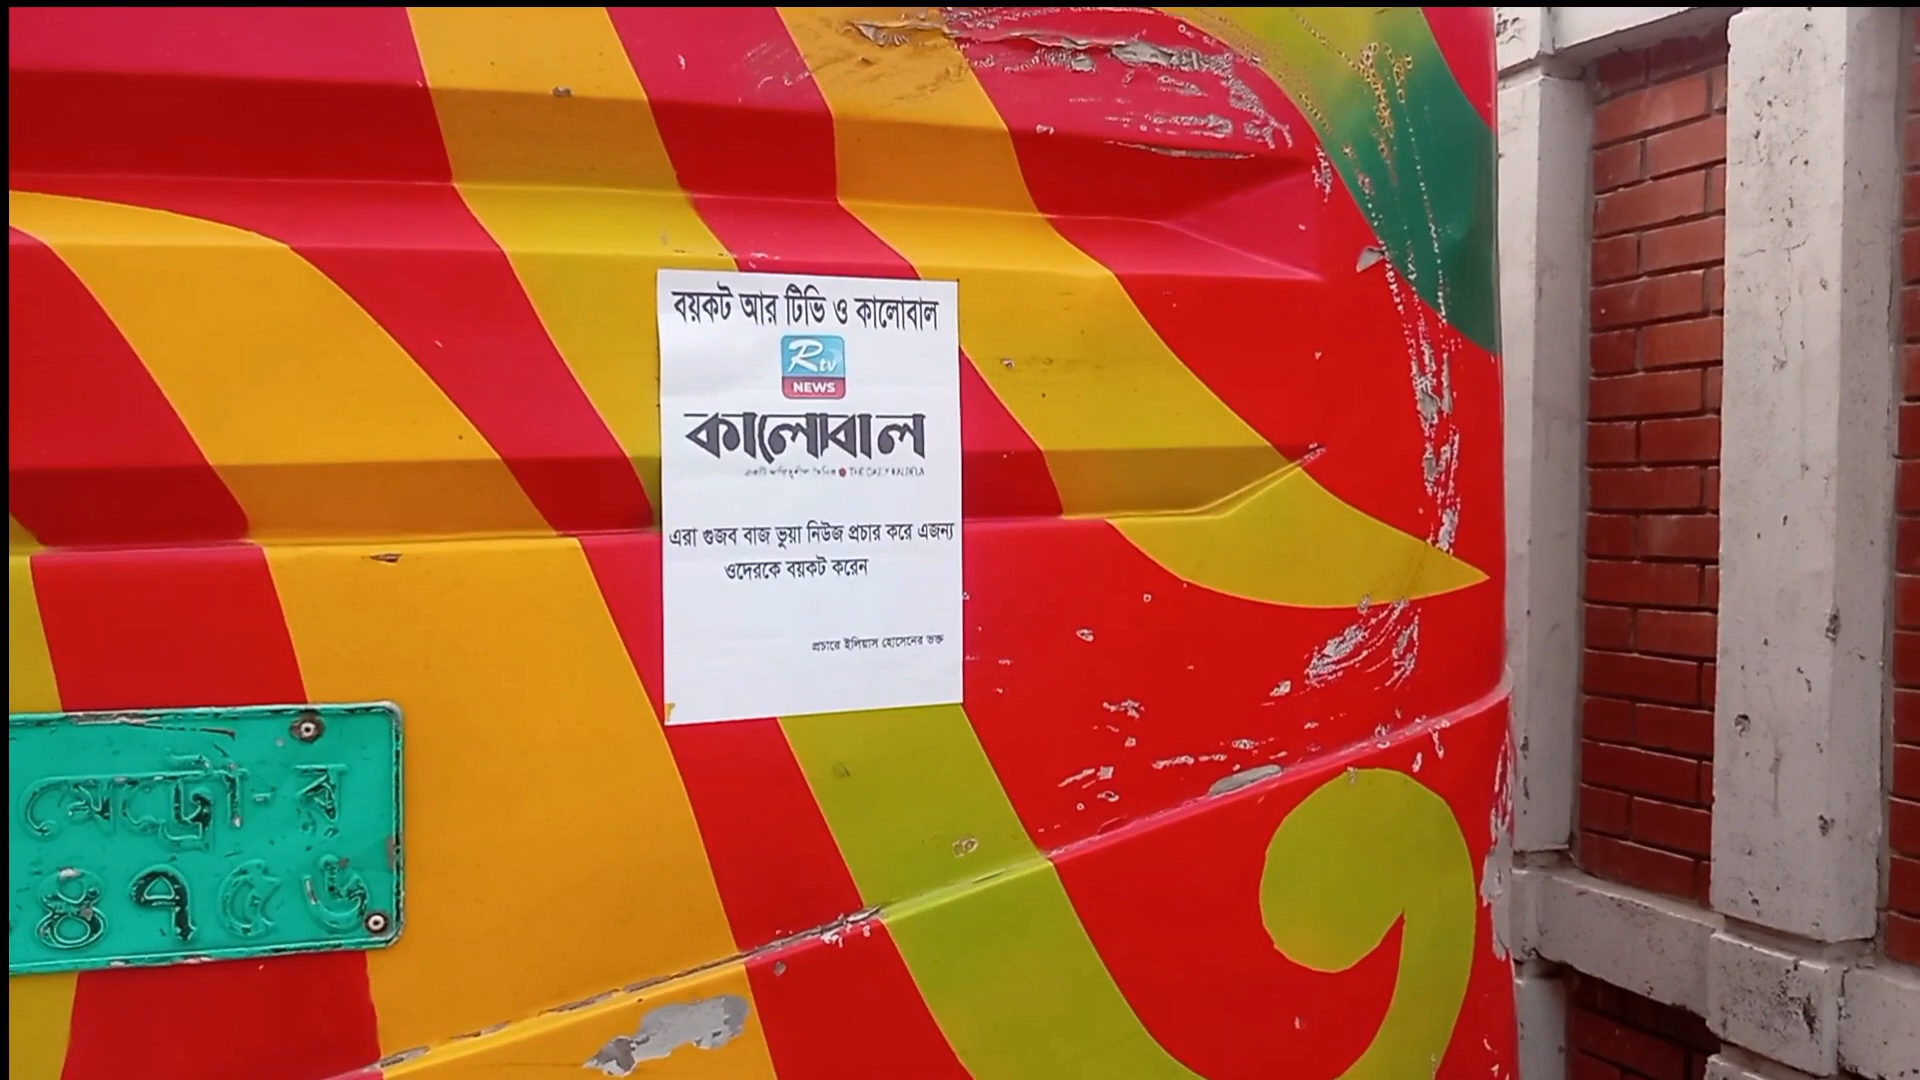 বয়কট আর টিভি ও কালোবাল
Rtv
NEWS
কালোবাল
THE DAILY KALBELA
এরা গুজব বাজ ভুয়া নিউজ প্রচার করে এজন্য
ওদেরকে বয়কট করেন
প্রচারে ইলিয়াস হোসেনের ভক্ত
মেট্রো-ব
৪৭৫৬